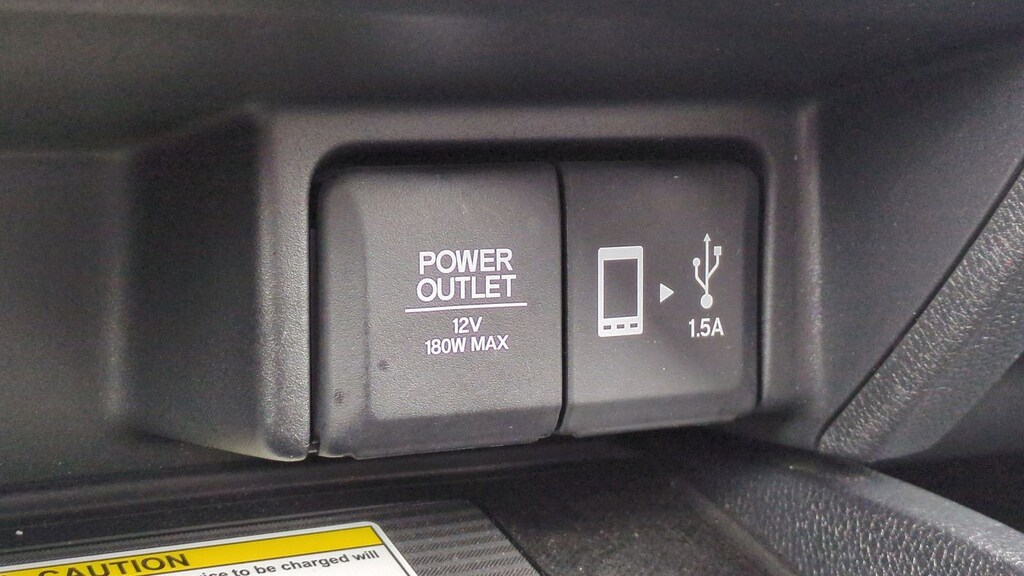 POWER
OUTLET
12V
180W MAX
1.5A
CAUTION
to be charged will